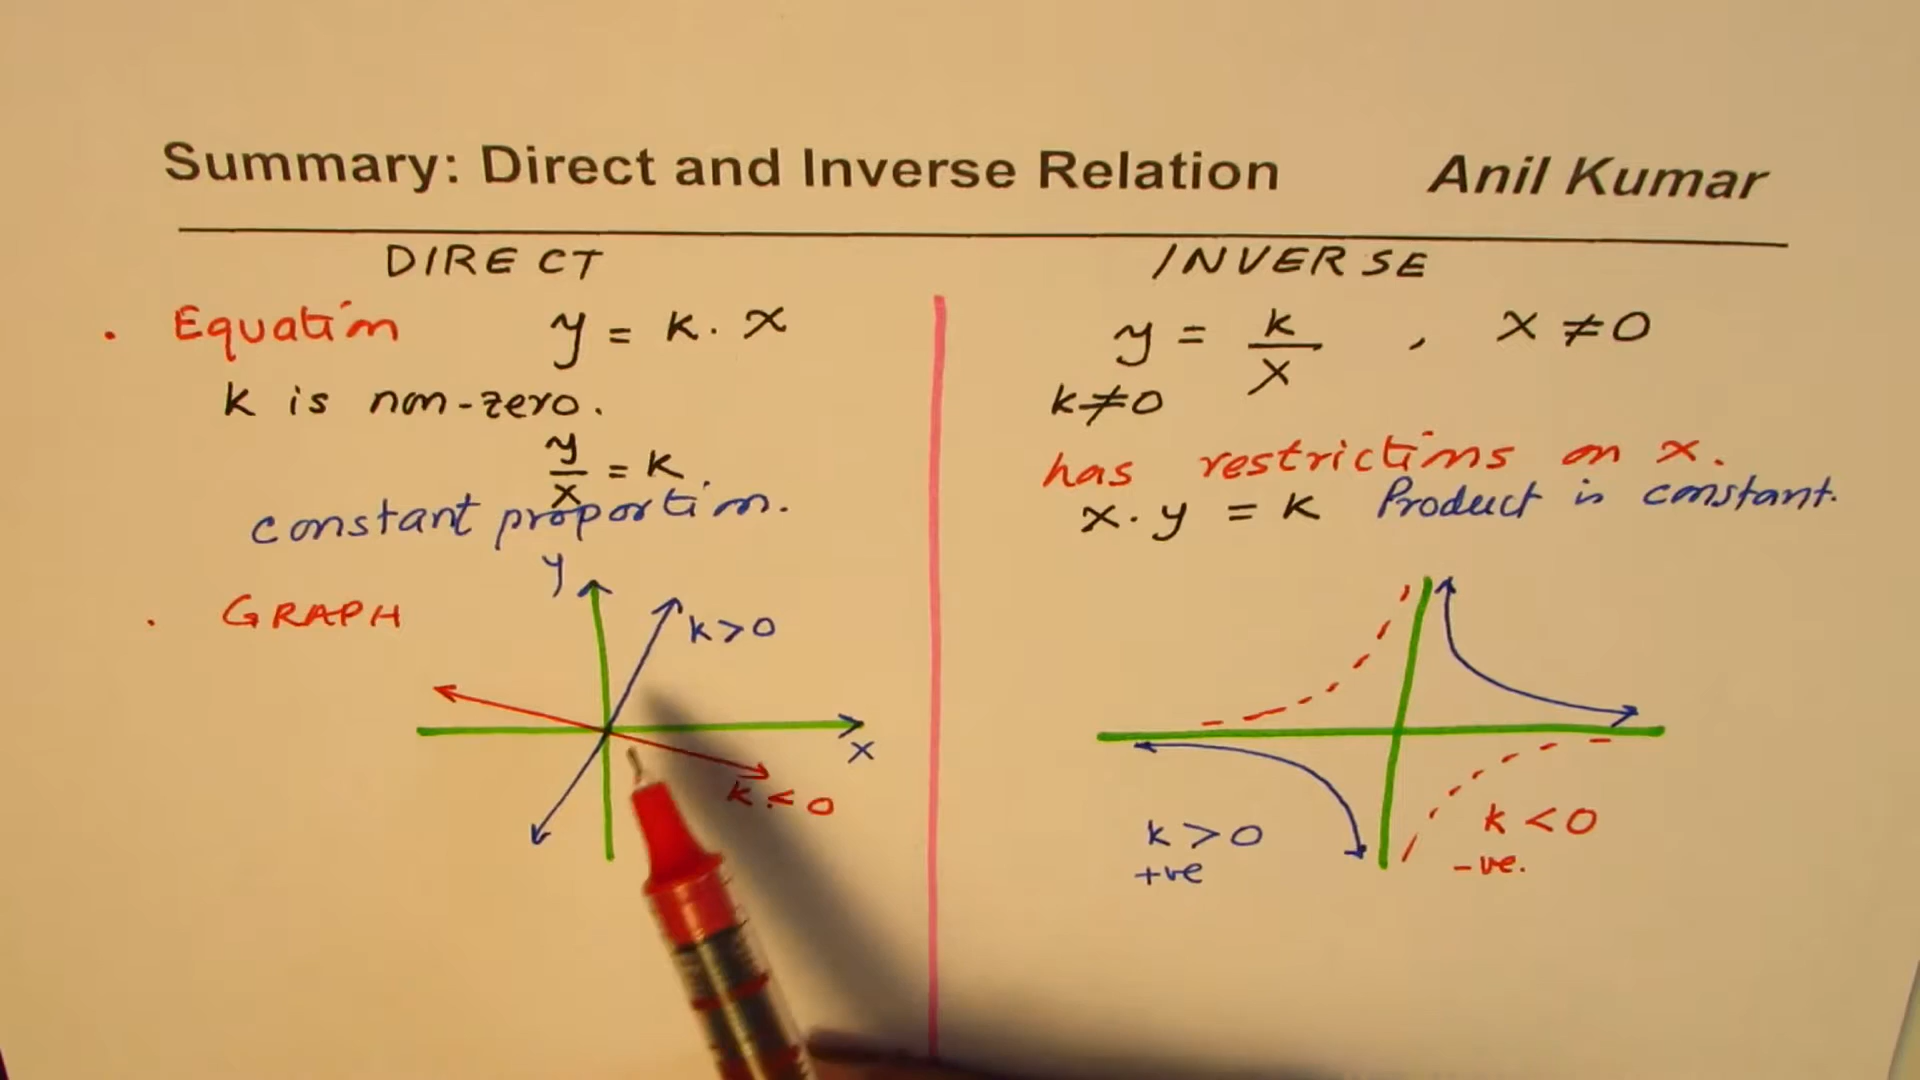 Summary: Direct and Inverse Relation Anil Kumar
DIRECT
. Equation y = k . x
k is non-zero.
y/x = k
constant proportion.
. GRAPH
y
k > 0
x
k < 0
INVERSE
y = k/x , x ≠ 0
k ≠ 0
has restrictions on x.
x . y = k Product is constant.
k > 0
+ve
k < 0
-ve.